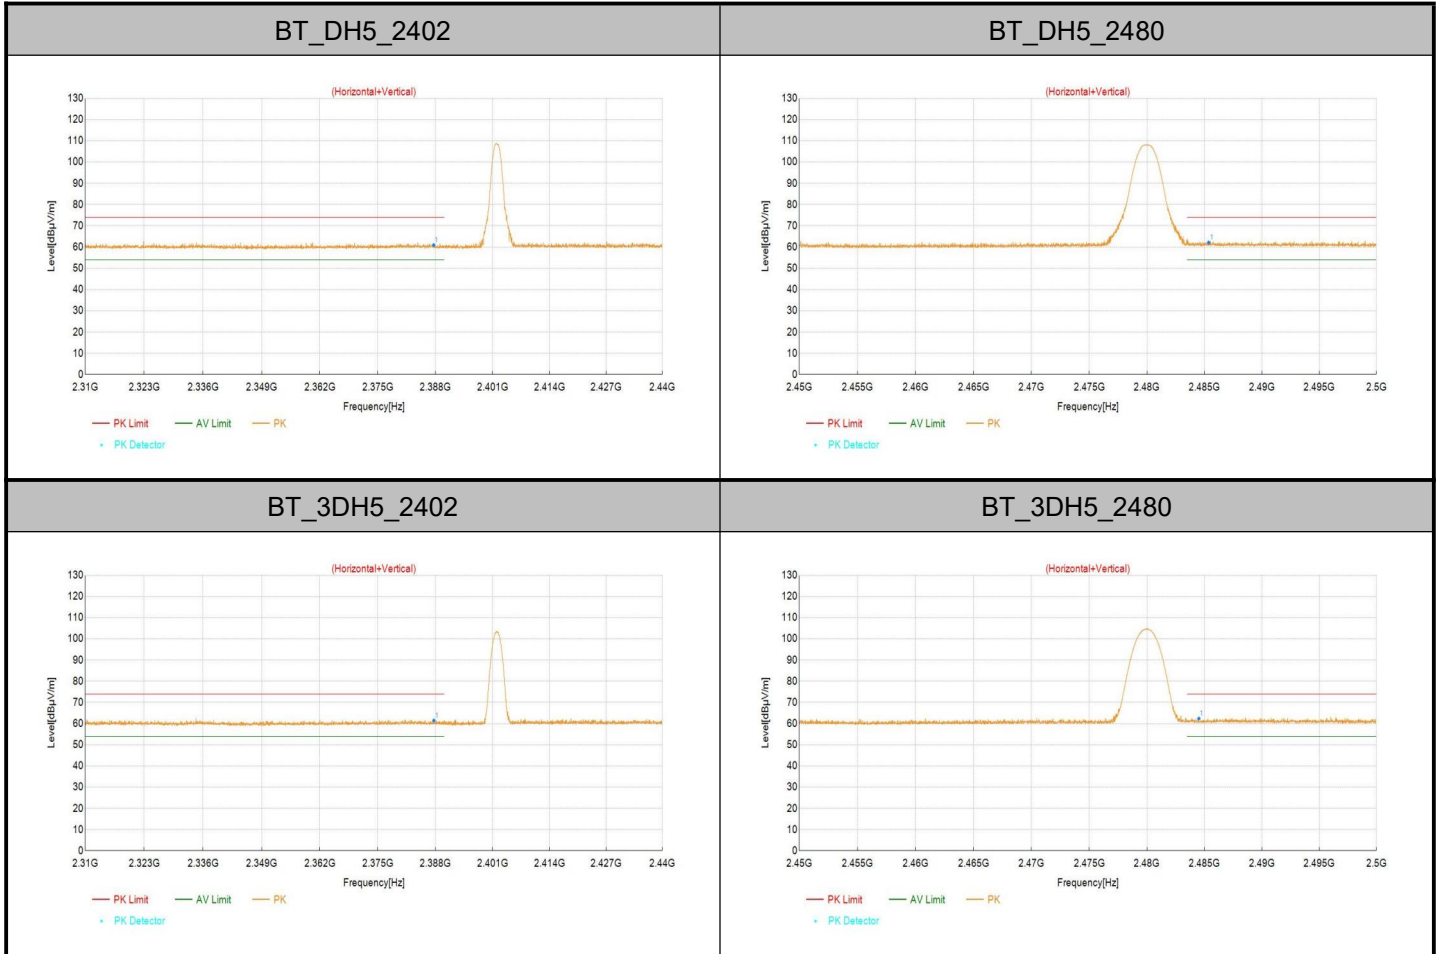 BT_DH5_2402
BT_DH5_2480
(Horizontal+Vertical)
130
120
110
100
90
80
70
60
50
40
30
20
10
0
Level[dBµV/m]
2.31G 2.323G 2.336G 2.349G 2.362G 2.375G 2.388G 2.401G 2.414G 2.427G 2.44G
Frequency[Hz]
PK Limit AV Limit PK
PK Detector
1
(Horizontal+Vertical)
130
120
110
100
90
80
70
60
50
40
30
20
10
0
Level[dBµV/m]
2.45G 2.455G 2.46G 2.465G 2.47G 2.475G 2.48G 2.485G 2.49G 2.495G 2.5G
Frequency[Hz]
PK Limit AV Limit PK
PK Detector
1
BT_3DH5_2402
BT_3DH5_2480
(Horizontal+Vertical)
130
120
110
100
90
80
70
60
50
40
30
20
10
0
Level[dBµV/m]
2.31G 2.323G 2.336G 2.349G 2.362G 2.375G 2.388G 2.401G 2.414G 2.427G 2.44G
Frequency[Hz]
PK Limit AV Limit PK
PK Detector
1
(Horizontal+Vertical)
130
120
110
100
90
80
70
60
50
40
30
20
10
0
Level[dBµV/m]
2.45G 2.455G 2.46G 2.465G 2.47G 2.475G 2.48G 2.485G 2.49G 2.495G 2.5G
Frequency[Hz]
PK Limit AV Limit PK
PK Detector
1